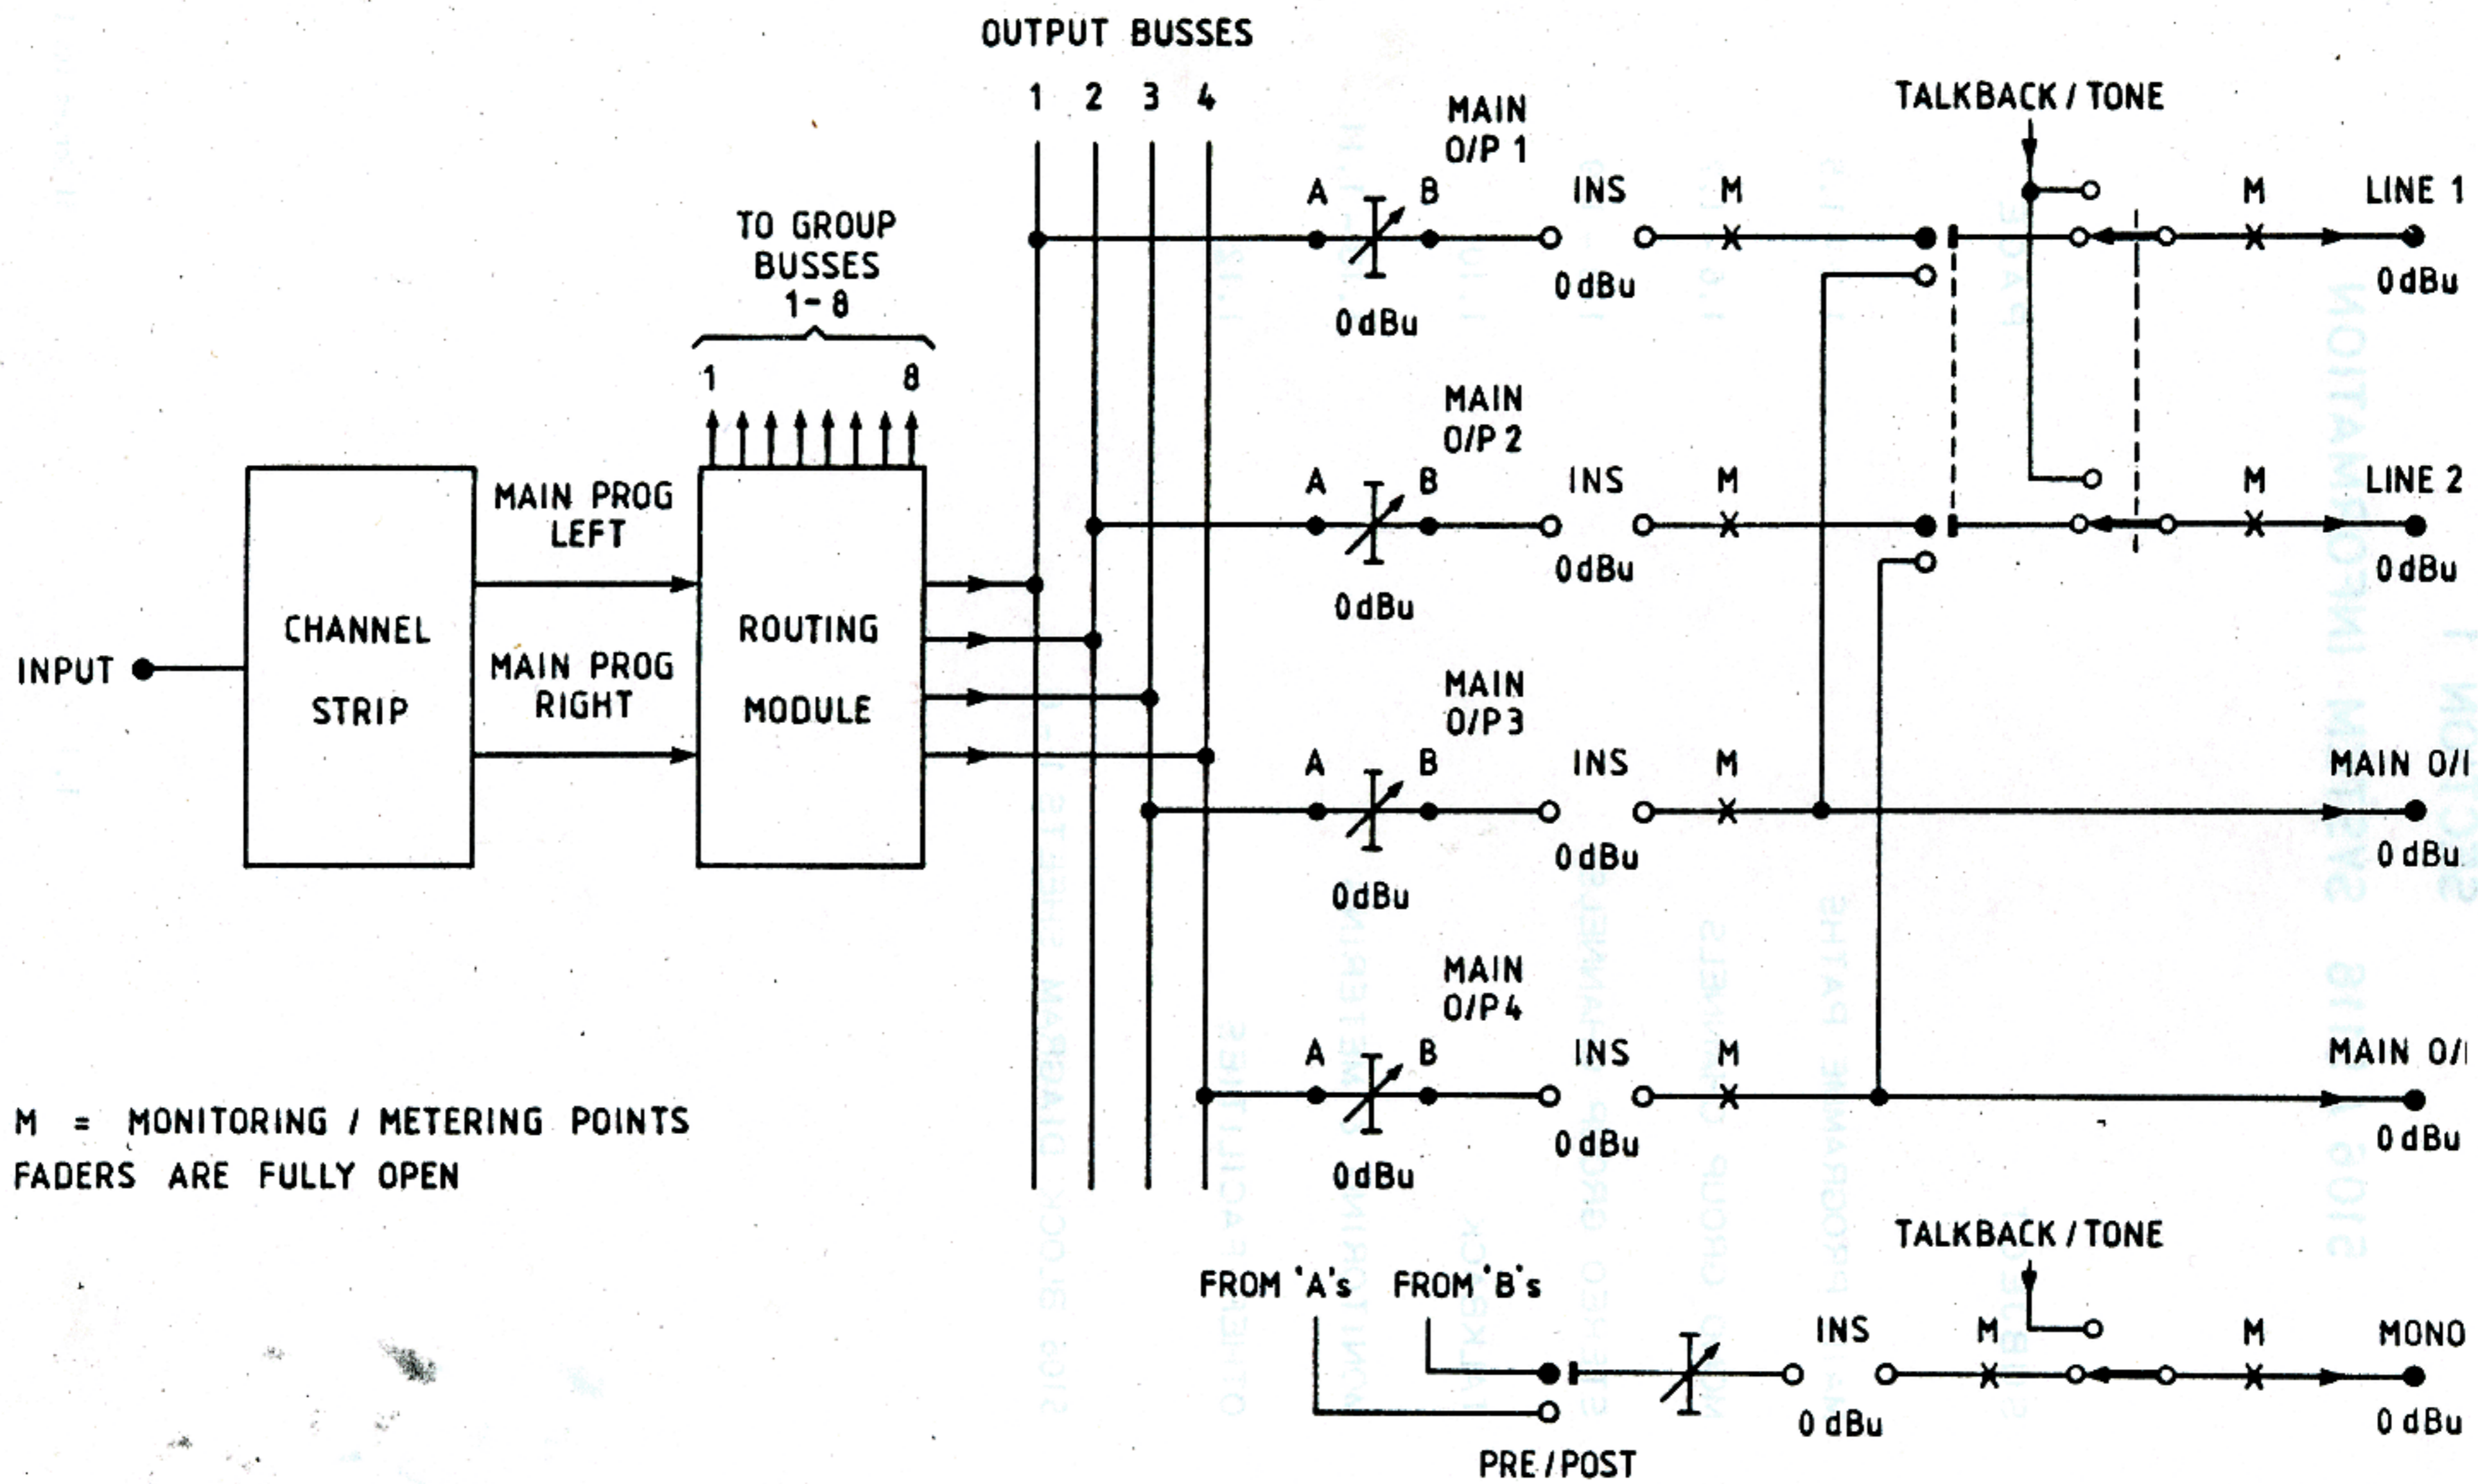 OUTPUT BUSSES
1 2 3 4
MAIN
O/P 1
TALKBACK / TONE
A B INS M M LINE 1
0dBu 0dBu 0dBu
TO GROUP
BUSSES
1-8
1 8
MAIN
O/P 2
A B INS M M LINE 2
0dBu 0dBu 0dBu
MAIN PROG
LEFT
CHANNEL
STRIP
ROUTING
MODULE
INPUT
MAIN PROG
RIGHT
MAIN
O/P3
A B INS M MAIN O/
0dBu 0dBu 0dBu
MAIN
O/P4
A B INS M MAIN O/
0dBu 0dBu 0dBu
M = MONITORING / METERING POINTS
FADERS ARE FULLY OPEN
TALKBACK / TONE
FROM 'A's FROM 'B's
INS M M MONO
0dBu 0dBu
PRE / POST